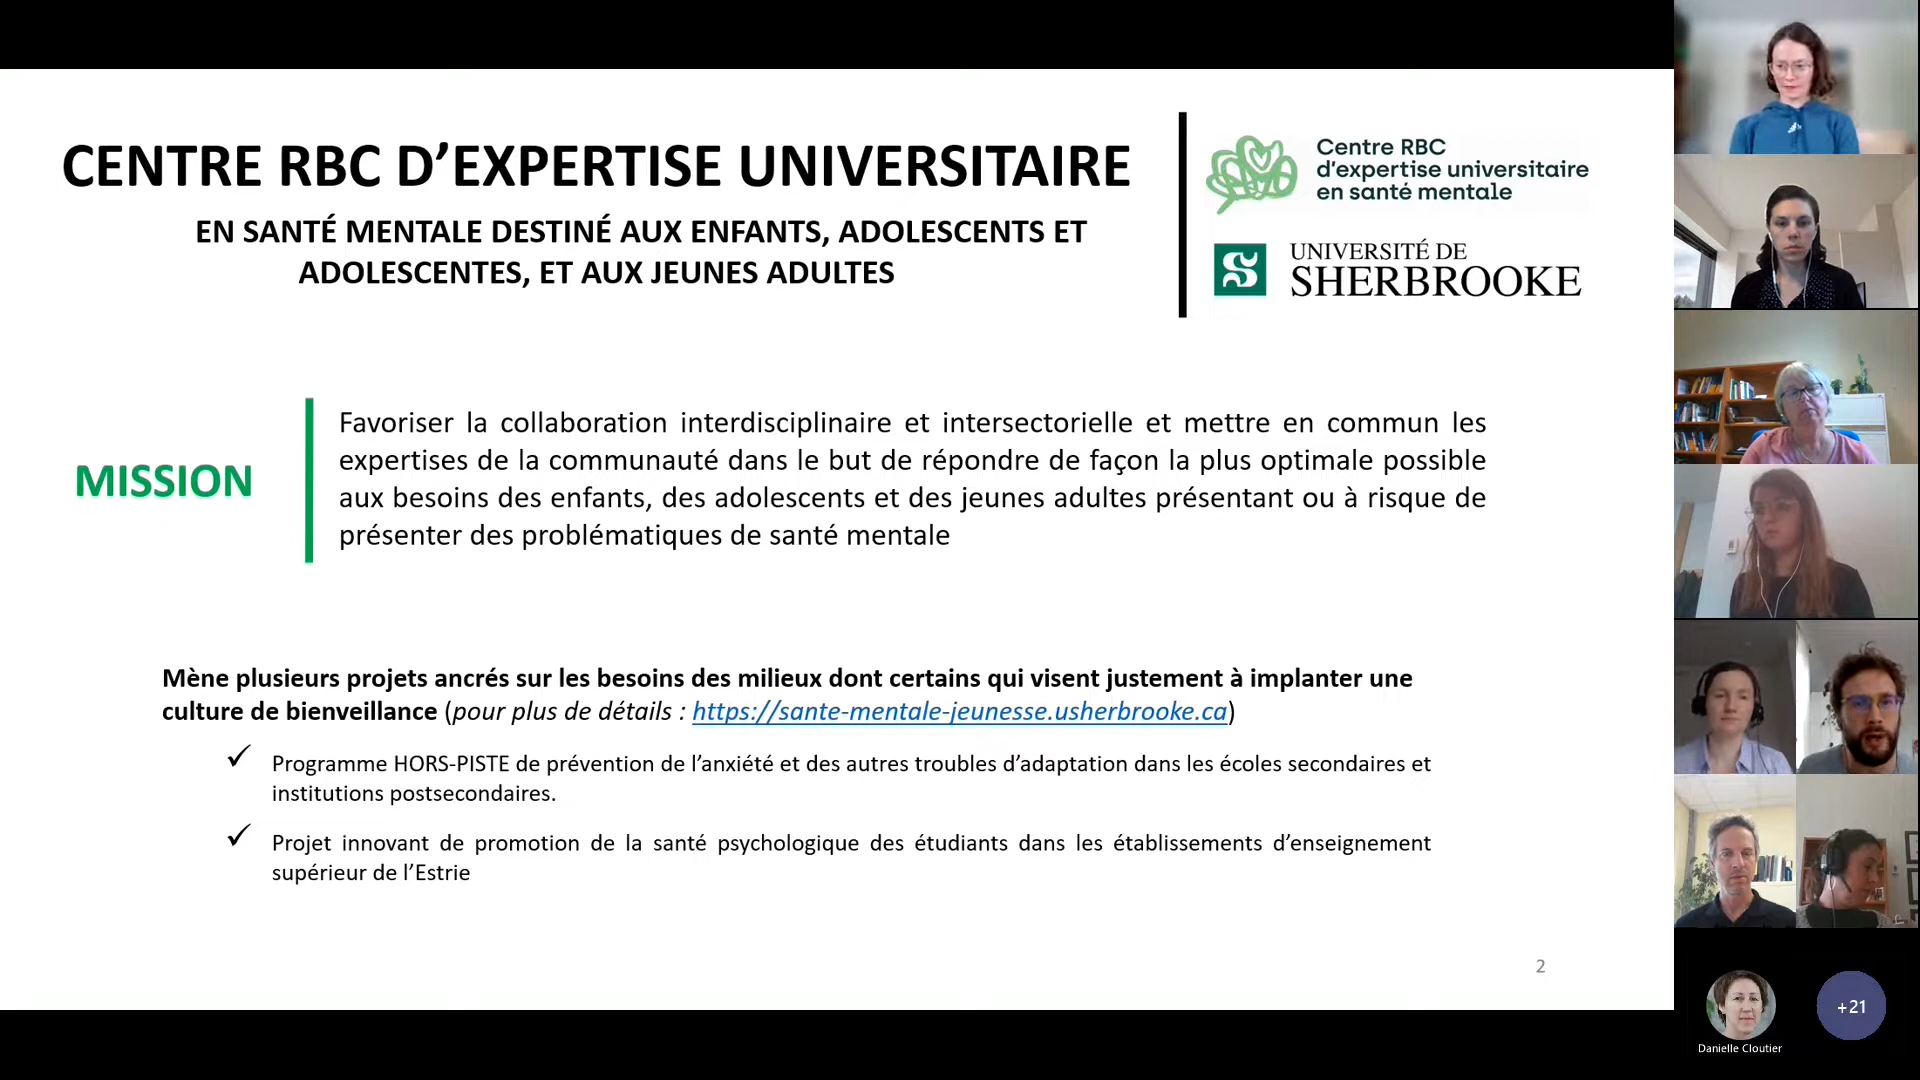 CENTRE RBC D’EXPERTISE UNIVERSITAIRE
EN SANTÉ MENTALE DESTINÉ AUX ENFANTS, ADOLESCENTS ET
ADOLESCENTES, ET AUX JEUNES ADULTES
Centre RBC
d’expertise universitaire
en santé mentale
UNIVERSITÉ DE
SHERBROOKE
MISSION
Favoriser la collaboration interdisciplinaire et intersectorielle et mettre en commun les
expertises de la communauté dans le but de répondre de façon la plus optimale possible
aux besoins des enfants, des adolescents et des jeunes adultes présentant ou à risque de
présenter des problématiques de santé mentale
Mène plusieurs projets ancrés sur les besoins des milieux dont certains qui visent justement à implanter une
culture de bienveillance (pour plus de détails : https://sante-mentale-jeunesse.usherbrooke.ca)
✓ Programme HORS-PISTE de prévention de l’anxiété et des autres troubles d’adaptation dans les écoles secondaires et
institutions postsecondaires.
✓ Projet innovant de promotion de la santé psychologique des étudiants dans les établissements d’enseignement
supérieur de l’Estrie
2
+21
Danielle Cloutier